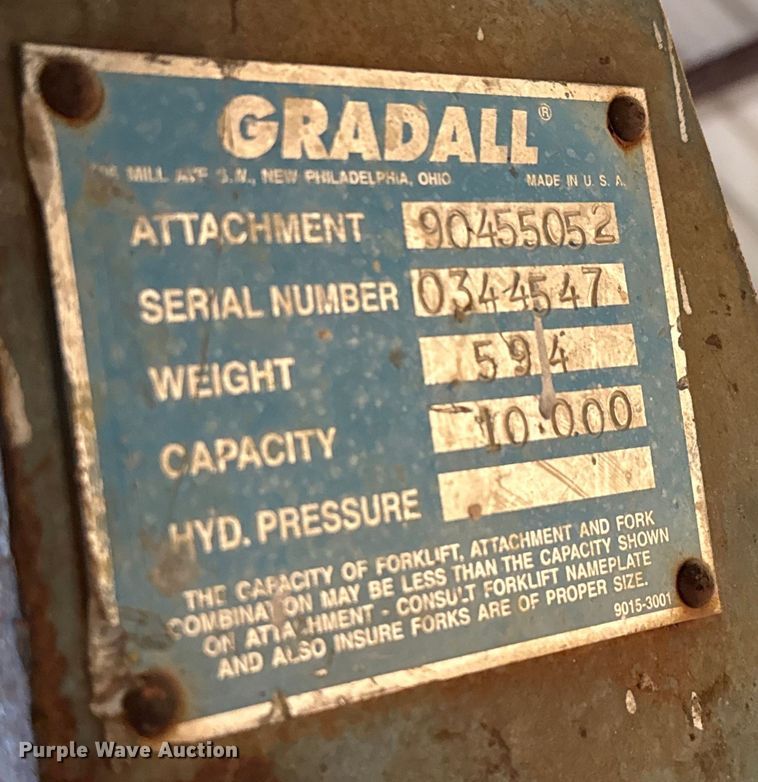 GRADALL®
MILL AVE S.W., NEW PHILADELPHIA, OHIO MADE IN U. S. A.
ATTACHMENT 90455052
SERIAL NUMBER 0344547
WEIGHT 594
CAPACITY 10.000
HYD. PRESSURE
THE CAPACITY OF FORKLIFT, ATTACHMENT AND FORK
COMBINATION MAY BE LESS THAN THE CAPACITY SHOWN
ON ATTACHMENT - CONSULT FORKLIFT NAMEPLATE
AND ALSO INSURE FORKS ARE OF PROPER SIZE.
9015-3001
Purple Wave Auction